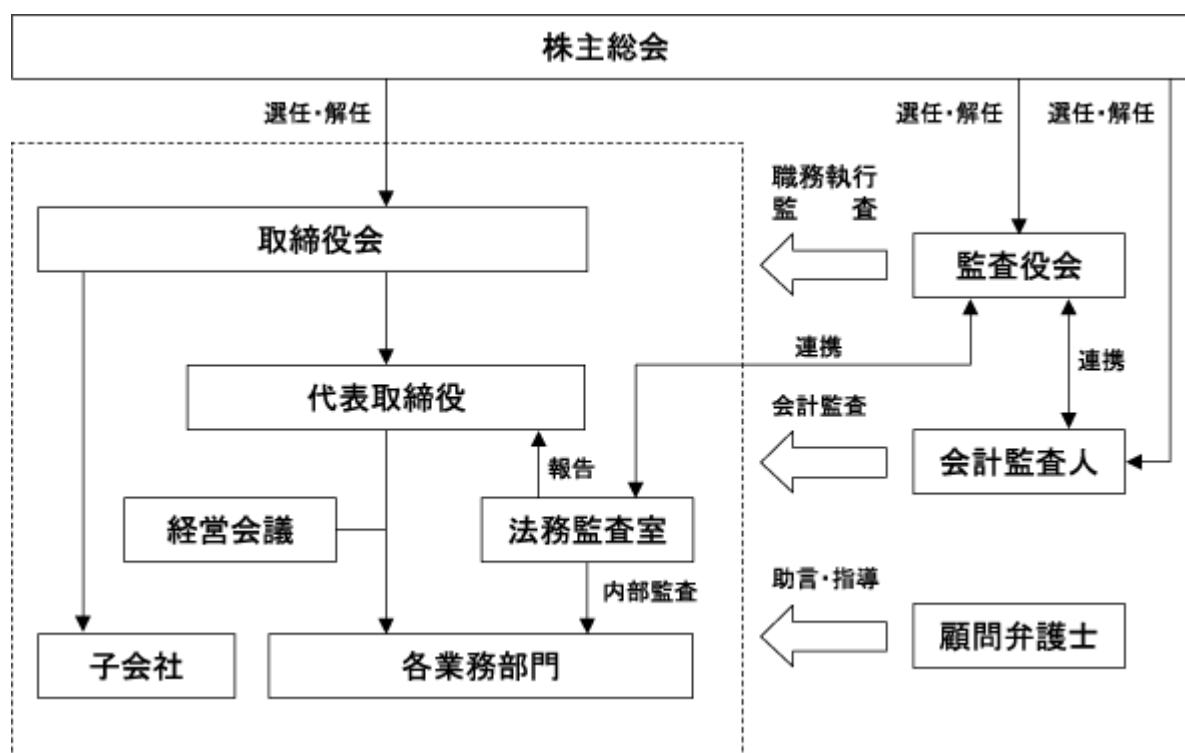 株主総会
選任・解任
選任・解任
選任・解任
職務執行
監　　査
取締役会
監査役会
連携
連携
代表取締役
会計監査
報告
会計監査人
経営会議
法務監査室
助言・指導
内部監査
子会社
各業務部門
顧問弁護士